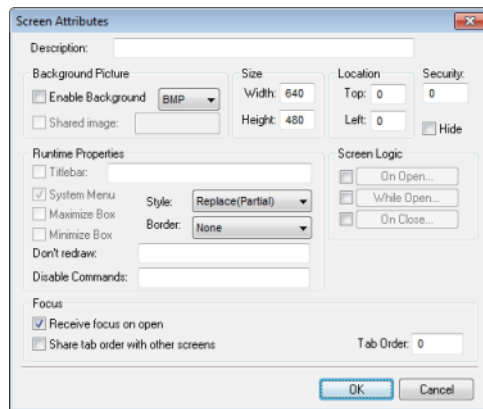 Screen Attributes
Description:
Background Picture
Enable Background
BMP
Shared image:
Size
Width: 640
Height: 480
Location
Top: 0
Left: 0
Security:
0
Hide
Runtime Properties
Titlebar:
System Menu
Maximize Box
Minimize Box
Style: Replace(Partial)
Border: None
Don't redraw:
Disable Commands:
Screen Logic
On Open...
While Open...
On Close...
Focus
Receive focus on open
Share tab order with other screens
Tab Order: 0
OK
Cancel